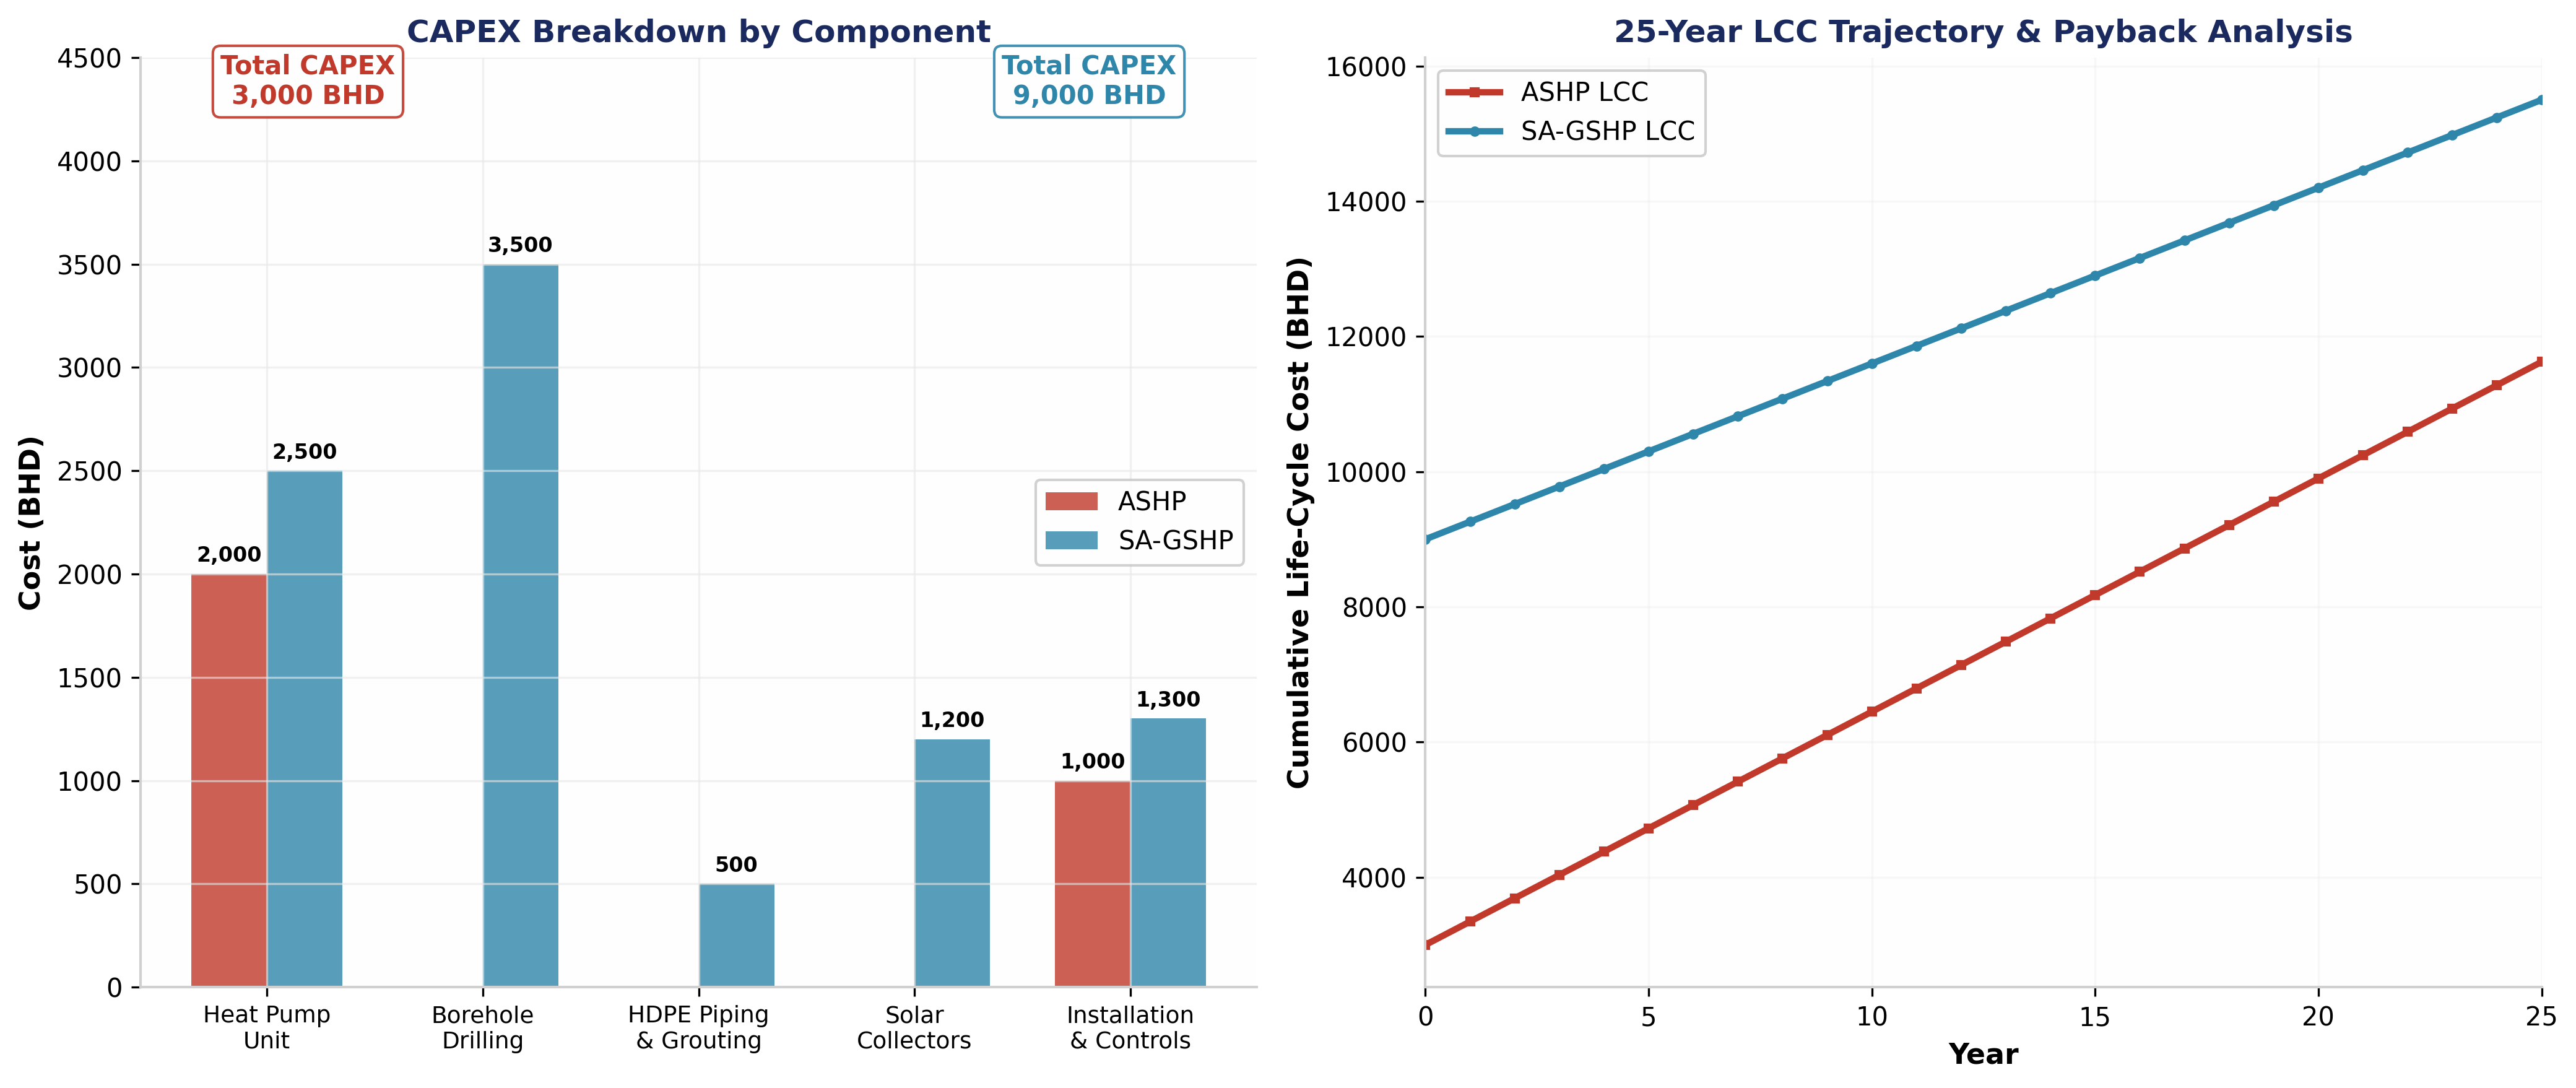 CAPEX Breakdown by Component
Total CAPEX
3,000 BHD
Total CAPEX
9,000 BHD
Cost (BHD)
4500
4000
3500
3000
2500
2000
1500
1000
500
0
2,000
2,500
3,500
500
1,200
1,000
1,300
ASHP
SA-GSHP
Heat Pump
Unit
Borehole
Drilling
HDPE Piping
& Grouting
Solar
Collectors
Installation
& Controls
25-Year LCC Trajectory & Payback Analysis
ASHP LCC
SA-GSHP LCC
Cumulative Life-Cycle Cost (BHD)
16000
14000
12000
10000
8000
6000
4000
0
5
10
15
20
25
Year